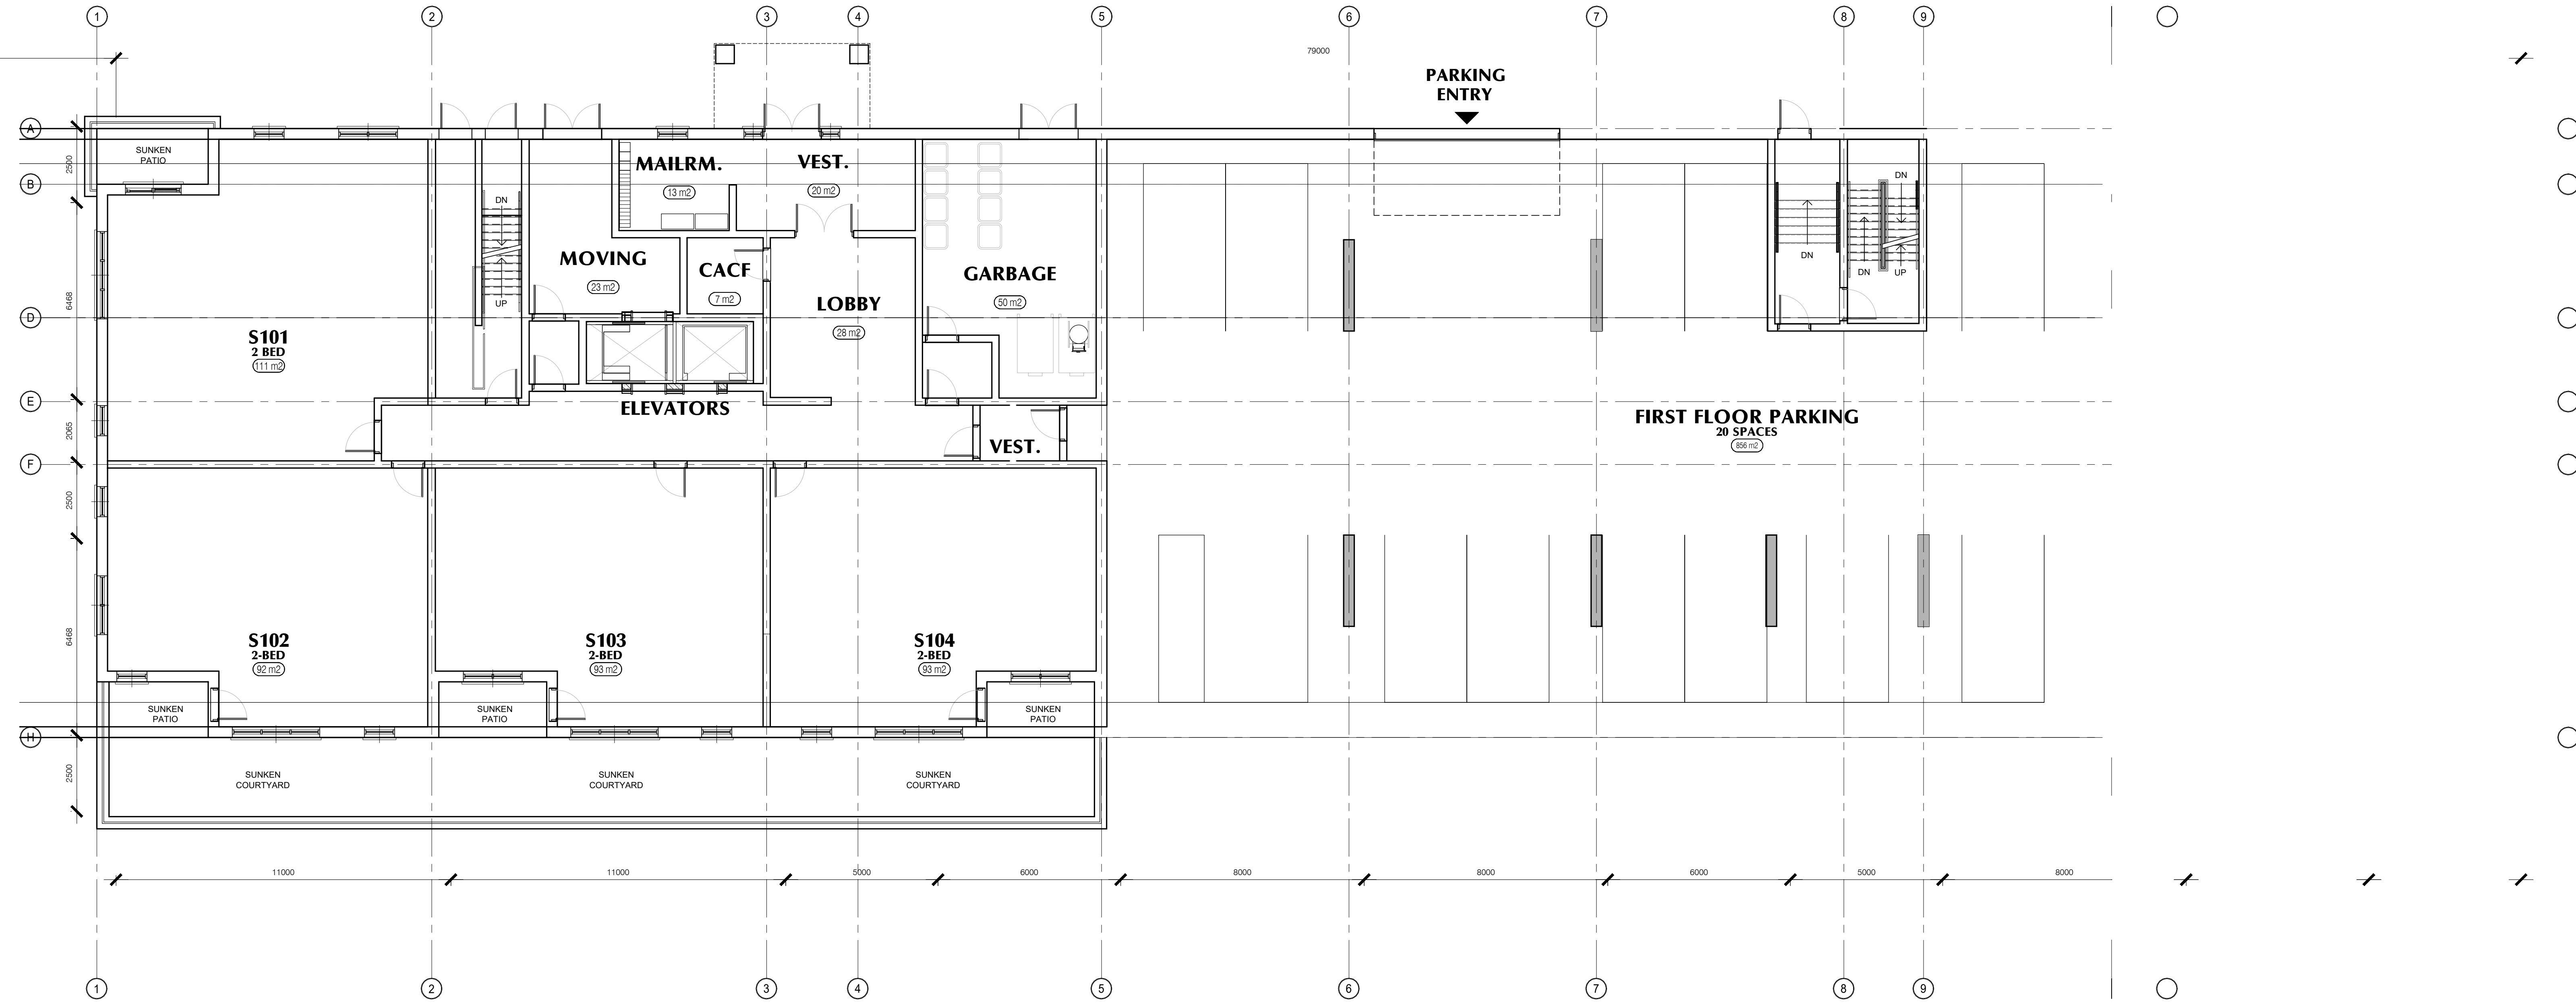 1 2 3 4 5 6 7 8 9
79000
PARKING
ENTRY
A
SUNKEN
PATIO
MAILRM.
13 m2
VEST.
20 m2
2500
B
DN
DN
UP
MOVING
23 m2
CACF
7 m2
GARBAGE
50 m2
DN
DN
UP
6468
LOBBY
28 m2
D
S101
2 BED
111 m2
E
ELEVATORS
FIRST FLOOR PARKING
20 SPACES
856 m2
2065
VEST.
F
2500
6468
S102
2-BED
92 m2
S103
2-BED
93 m2
S104
2-BED
93 m2
SUNKEN
PATIO
SUNKEN
PATIO
SUNKEN
PATIO
H
2500
SUNKEN
COURTYARD
SUNKEN
COURTYARD
SUNKEN
COURTYARD
11000 11000 5000 6000 8000 8000 6000 5000 8000
1 2 3 4 5 6 7 8 9